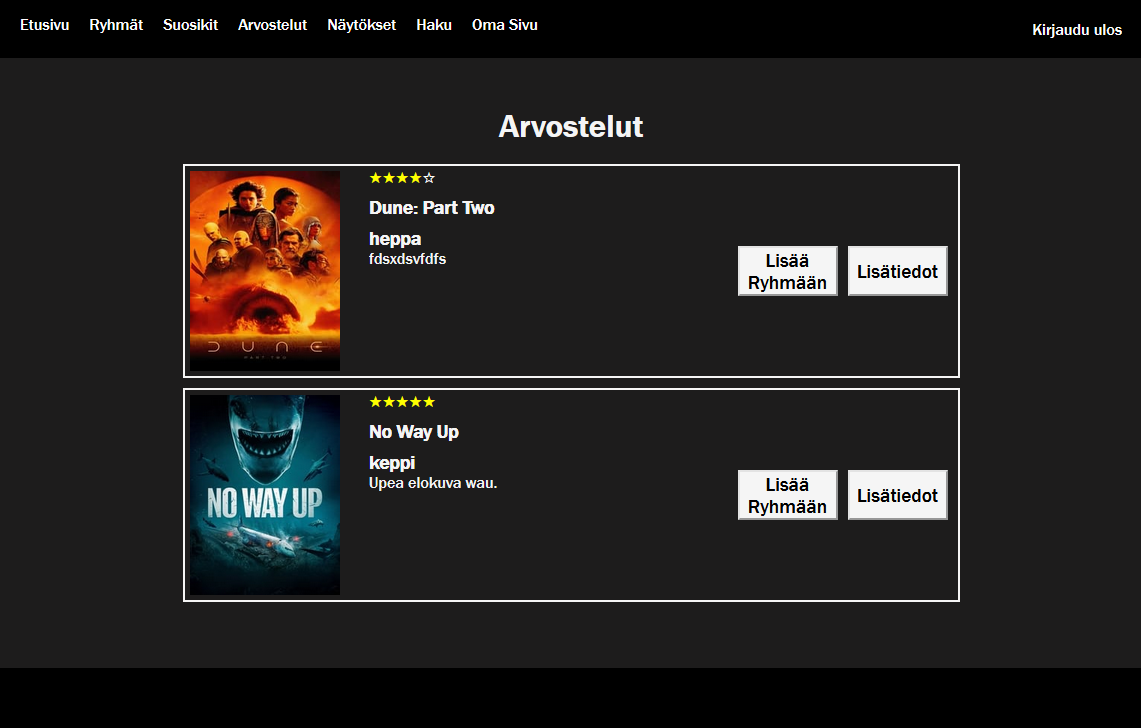 Etusivu Ryhmät Suosikit Arvostelut Näytökset Haku Oma Sivu Kirjaudu ulos
Arvostelut
★★★★☆
Dune: Part Two
heppa
fdsxdsvfdfs
Lisää
Ryhmään
Lisätiedot
DUNE
PART TWO
★★★★★
No Way Up
keppi
Upea elokuva wau.
Lisää
Ryhmään
Lisätiedot
NO WAY UP